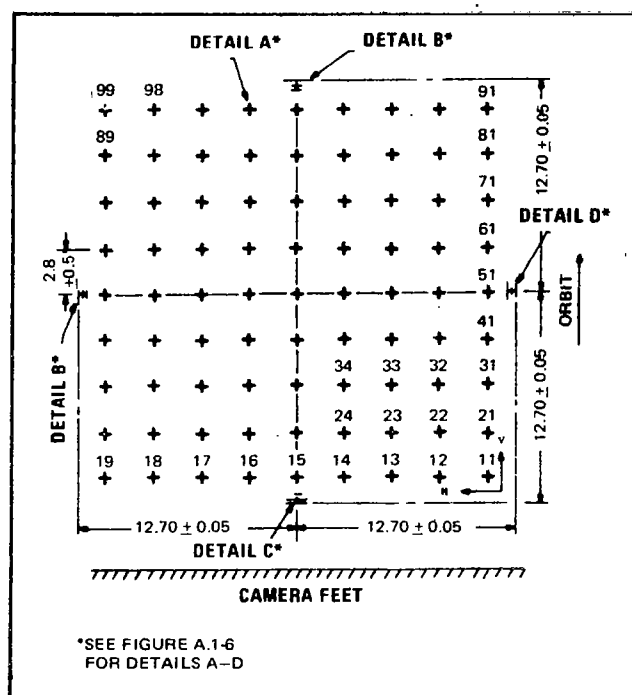 DETAIL A*
DETAIL B*
99 98 91
89 81
71
61
DETAIL D*
51
41
34 33 32 31
24 23 22 21
19 18 17 16 15 14 13 12 11
V
H
2.8
+0.5
DETAIL B*
12.70 ± 0.05
12.70 ± 0.05
ORBIT
12.70 ± 0.05
12.70 ± 0.05
DETAIL C*
CAMERA FEET
*SEE FIGURE A.1-6
FOR DETAILS A–D